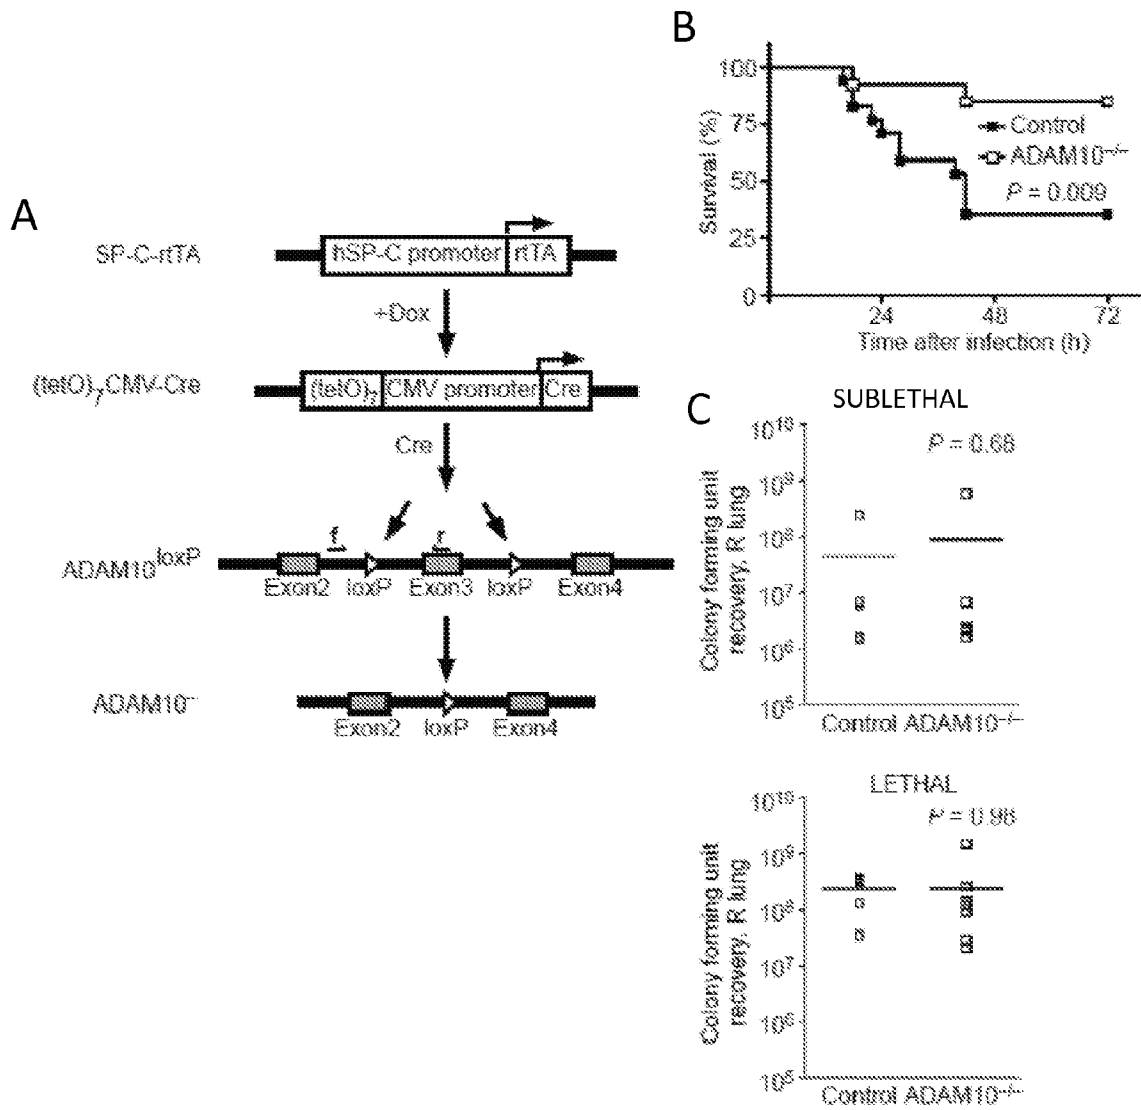 A
SP-C-rtTA
hSP-C promoter rtTA
+Dox
(tetO)7CMV-Cre
(tetO)7 CMV promoter Cre
Cre
f r
ADAM10loxP
Exon2 loxP Exon3 loxP Exon4
ADAM10−
Exon2 loxP Exon4
B
Survival (%)
100
75
50
25
0
Control
ADAM10−/−
P = 0.009
24 48 72
Time after infection (h)
C
SUBLETHAL
P = 0.68
Colony forming unit
recovery, R lung
10^10
10^9
10^8
10^7
10^6
10^5
Control ADAM10−/−
LETHAL
P = 0.98
Colony forming unit
recovery, R lung
10^10
10^9
10^8
10^7
10^6
10^5
Control ADAM10−/−